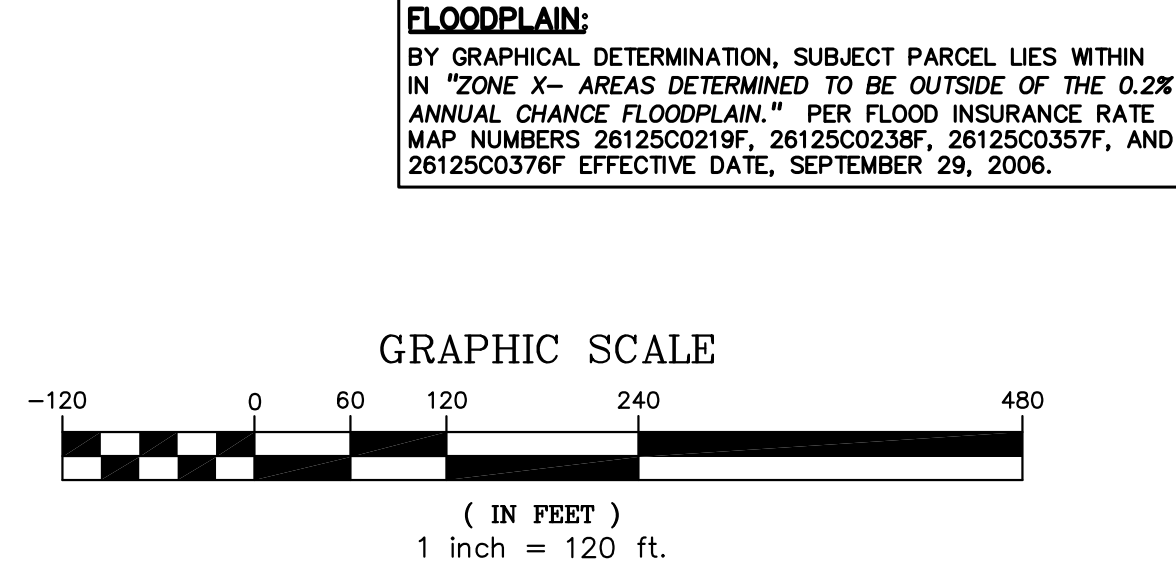 FLOODPLAIN:
BY GRAPHICAL DETERMINATION, SUBJECT PARCEL LIES WITHIN
IN "ZONE X– AREAS DETERMINED TO BE OUTSIDE OF THE 0.2%
ANNUAL CHANCE FLOODPLAIN." PER FLOOD INSURANCE RATE
MAP NUMBERS 26125C0219F, 26125C0238F, 26125C0357F, AND
26125C0376F EFFECTIVE DATE, SEPTEMBER 29, 2006.
GRAPHIC SCALE
–120 0 60 120 240 480
( IN FEET )
1 inch = 120 ft.